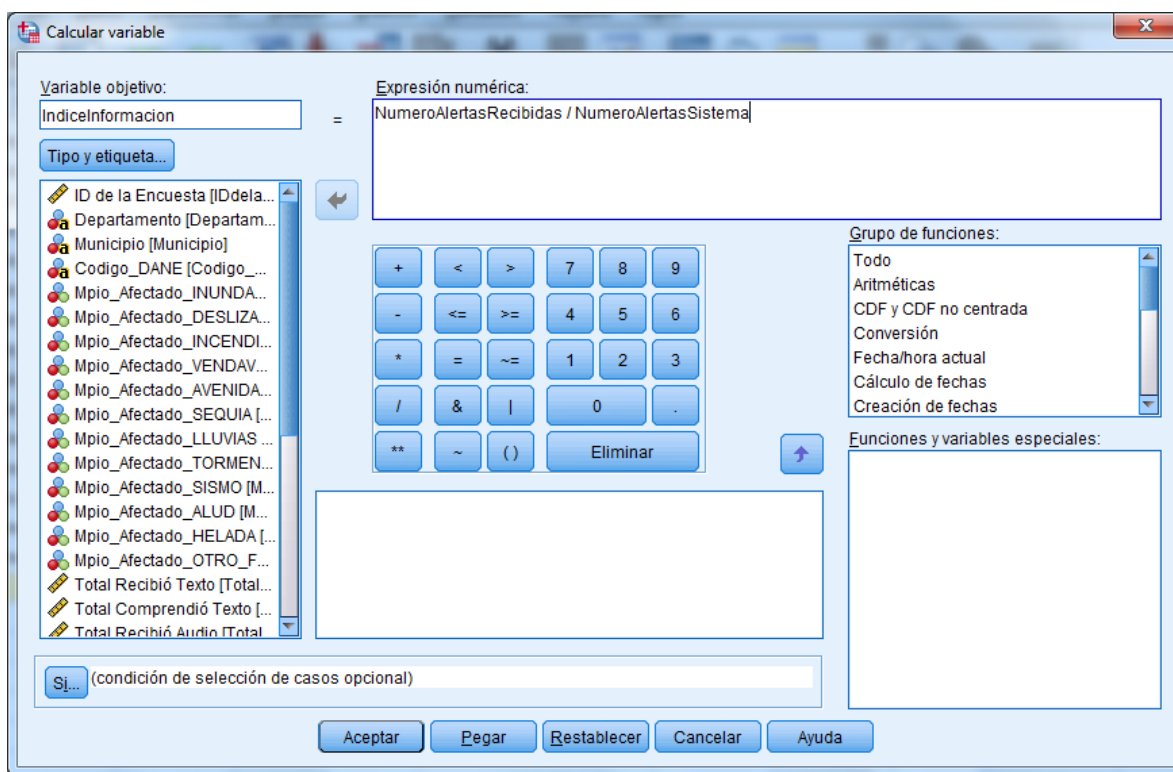 Calcular variable
Variable objetivo:
IndiceInformacion
=
Expresión numérica:
NumeroAlertasRecibidas / NumeroAlertasSistema
Tipo y etiqueta...
ID de la Encuesta [IDdela...
Departamento [Departam...
Municipio [Municipio]
Codigo_DANE [Codigo_...
Mpio_Afectado_INUNDA...
Mpio_Afectado_DESLIZA...
Mpio_Afectado_INCENDI...
Mpio_Afectado_VENDAV...
Mpio_Afectado_AVENIDA...
Mpio_Afectado_SEQUIA [...
Mpio_Afectado_LLUVIAS ...
Mpio_Afectado_TORMEN...
Mpio_Afectado_SISMO [M...
Mpio_Afectado_ALUD [M...
Mpio_Afectado_HELADA [...
Mpio_Afectado_OTRO_F...
Total Recibió Texto [Total...
Total Comprendió Texto [...
Total Recibió Audio [Total
+ < > 7 8 9
- <= >= 4 5 6
* = ~= 1 2 3
/ & | 0 .
** ~ ( ) Eliminar
Grupo de funciones:
Todo
Aritméticas
CDF y CDF no centrada
Conversión
Fecha/hora actual
Cálculo de fechas
Creación de fechas
Funciones y variables especiales:
Si... (condición de selección de casos opcional)
Aceptar Pegar Restablecer Cancelar Ayuda